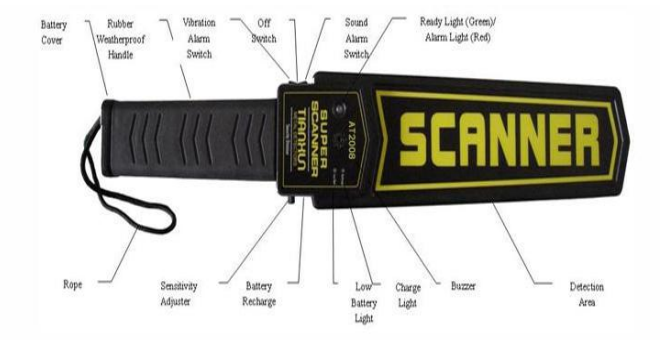 Battery
Cover
Rubber
Weatherproof
Handle
Vibration
Alarm
Switch
Off
Switch
Sound
Alarm
Switch
Ready Light (Green)/
Alarm Light (Red)
AT2008
SUPER
SCANNER
TIANXUN
SCANNER
Rope
Sensitivity
Adjuster
Battery
Recharge
Low
Battery
Light
Charge
Light
Buzzer
Detection
Area